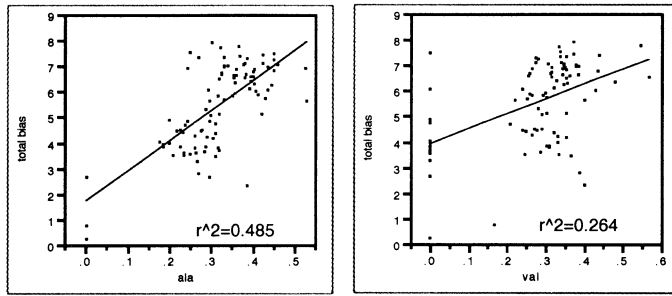 9
8
7
6
5
4
3
2
1
0
total bias
r^2=0.485
.0 .1 .2 .3 .4 .5
ala
9
8
7
6
5
4
3
2
1
0
total bias
r^2=0.264
.0 .1 .2 .3 .4 .5 .6
val